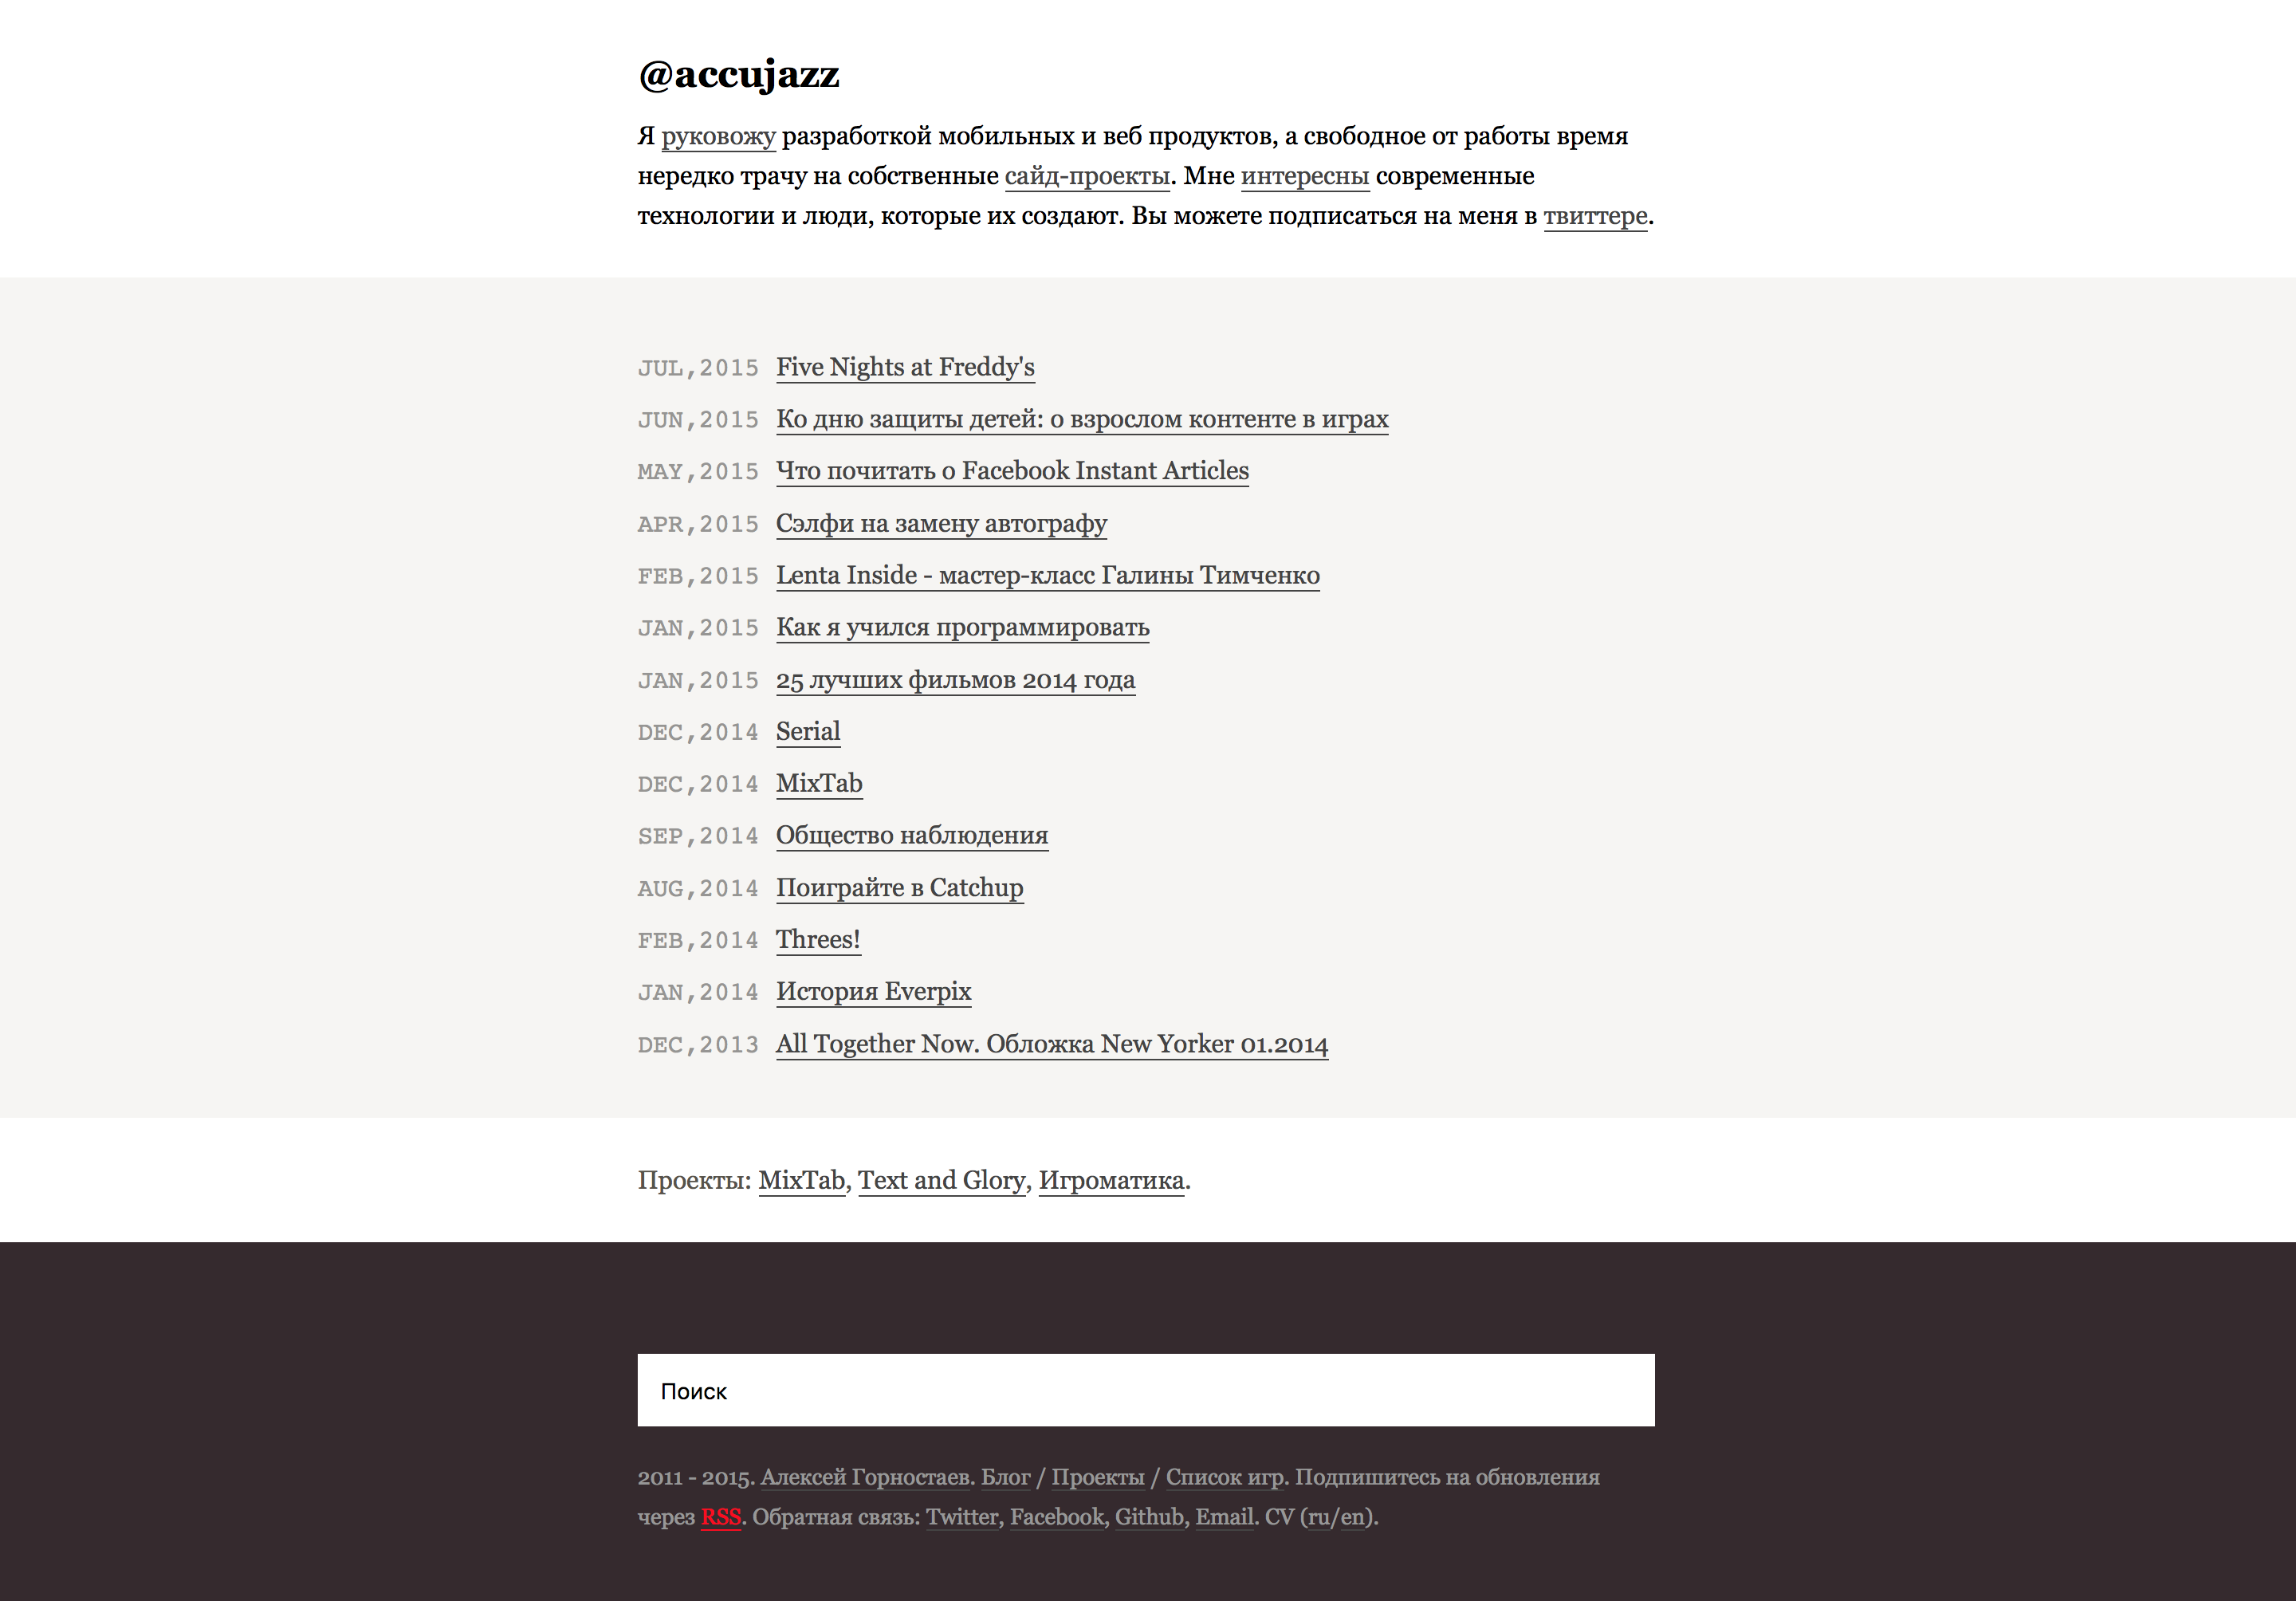 @accujazz
Я руковожу разработкой мобильных и веб продуктов, а свободное от работы время
нередко трачу на собственные сайд-проекты. Мне интересны современные
технологии и люди, которые их создают. Вы можете подписаться на меня в твиттере.
JUL,2015 Five Nights at Freddy's
JUN,2015 Ко дню защиты детей: о взрослом контенте в играх
MAY,2015 Что почитать о Facebook Instant Articles
APR,2015 Сэлфи на замену автографу
FEB,2015 Lenta Inside - мастер-класс Галины Тимченко
JAN,2015 Как я учился программировать
JAN,2015 25 лучших фильмов 2014 года
DEC,2014 Serial
DEC,2014 MixTab
SEP,2014 Общество наблюдения
AUG,2014 Поиграйте в Catchup
FEB,2014 Threes!
JAN,2014 История Everpix
DEC,2013 All Together Now. Обложка New Yorker 01.2014
Проекты: MixTab, Text and Glory, Игроматика.
Поиск
2011 - 2015. Алексей Горностаев. Блог / Проекты / Список игр. Подпишитесь на обновления
через RSS. Обратная связь: Twitter, Facebook, Github, Email. CV (ru/en).